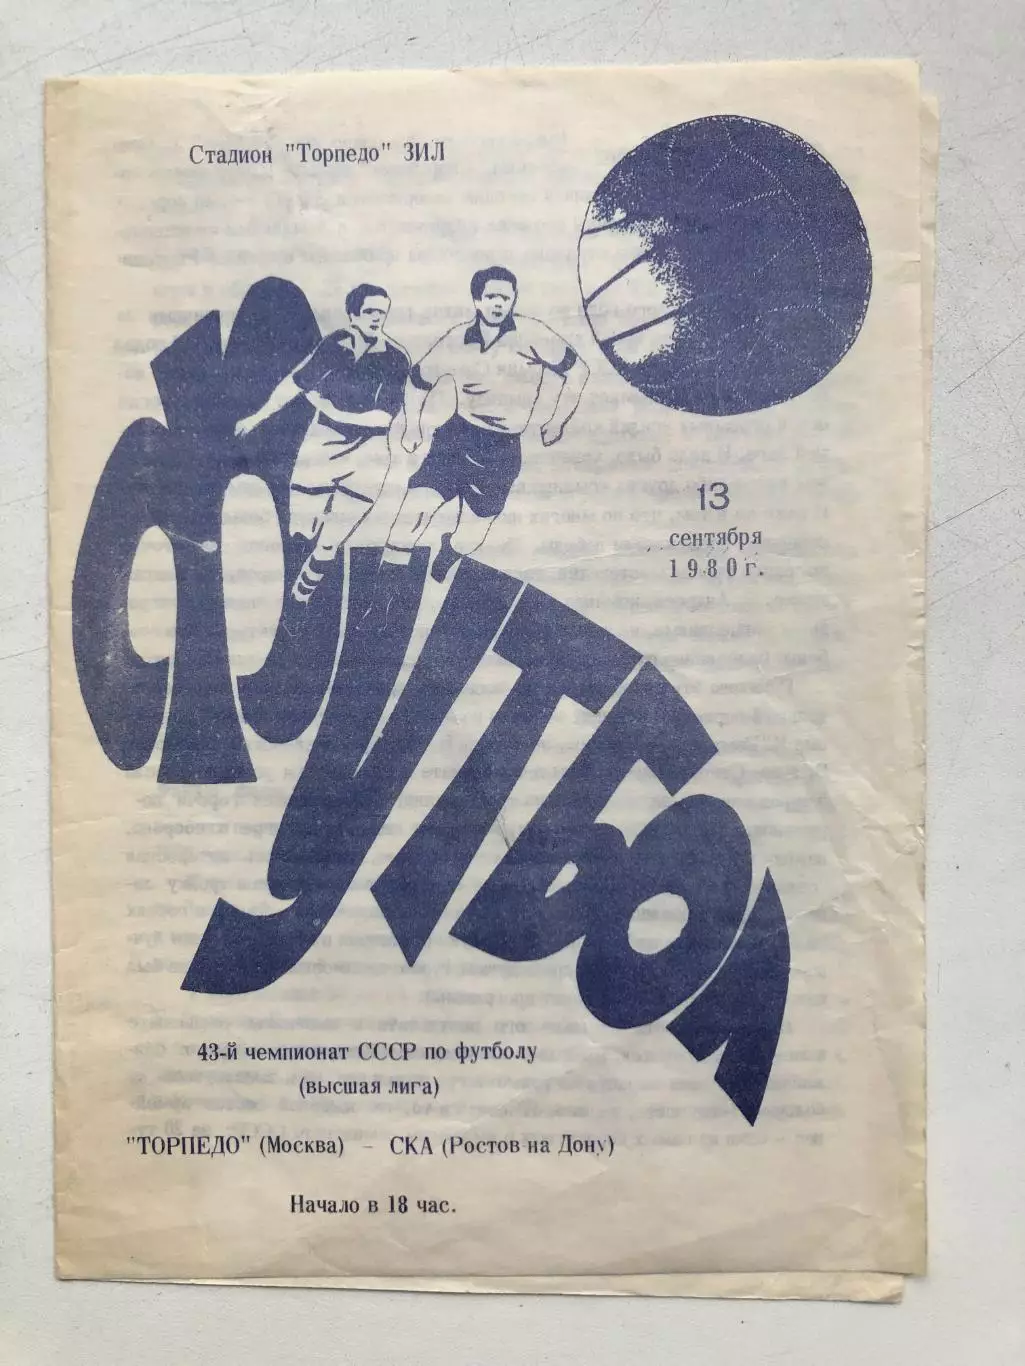 Стадион "Торпедо" ЗИЛ
13
сентября
1980 г.
ФУТБОЛ
43-й чемпионат СССР по футболу
(высшая лига)
"ТОРПЕДО" (Москва) - СКА (Ростов на Дону)
Начало в 18 час.